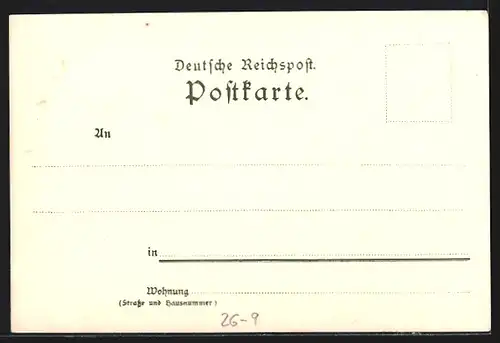 Deutsche Reichspost.
Postkarte.
An
in
Wohnung
(Straße und Hausnummer)
26-9